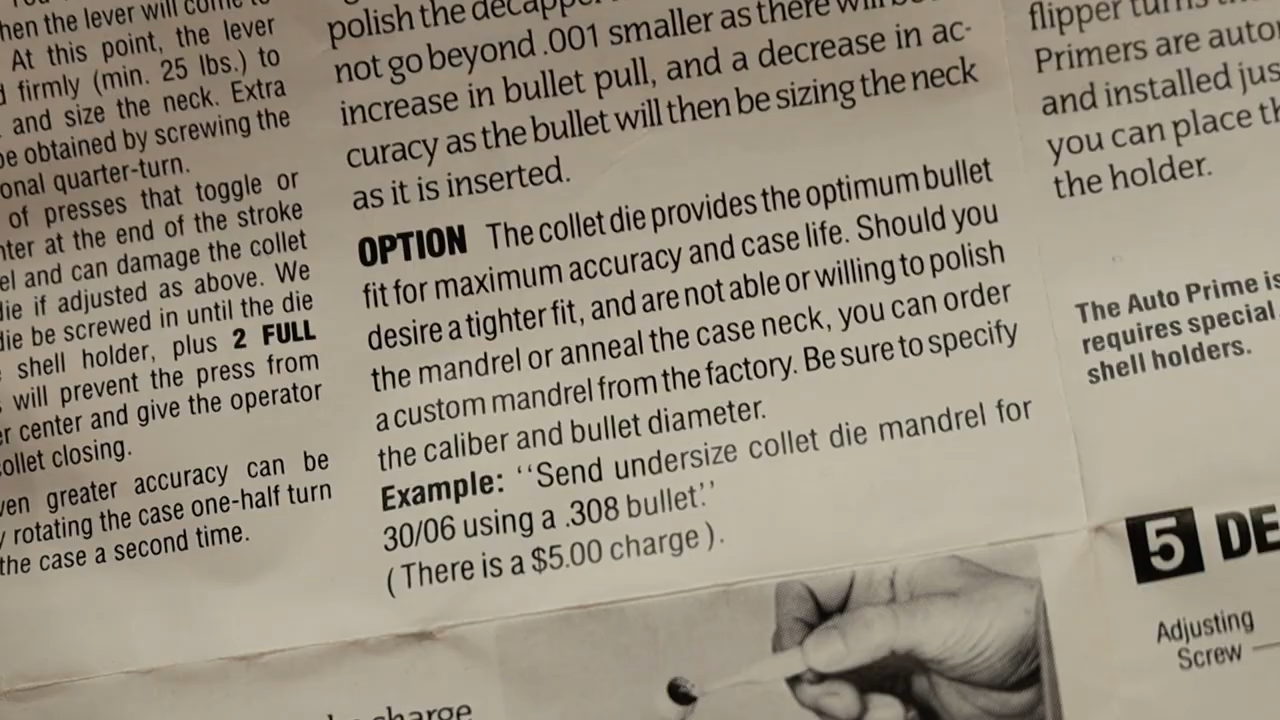 hen the lever will come to
At this point, the lever
firmly (min. 25 lbs.) to
and size the neck. Extra
be obtained by screwing the
onal quarter-turn.
of presses that toggle or
nter at the end of the stroke
el and can damage the collet
die if adjusted as above. We
die be screwed in until the die
shell holder, plus 2 FULL
will prevent the press from
er center and give the operator
ollet closing.
ven greater accuracy can be
y rotating the case one-half turn
the case a second time.
polish the decapp
not go beyond .001 smaller as there will
increase in bullet pull, and a decrease in ac-
curacy as the bullet will then be sizing the neck
as it is inserted.
OPTION The collet die provides the optimum bullet
fit for maximum accuracy and case life. Should you
desire a tighter fit, and are not able or willing to polish
the mandrel or anneal the case neck, you can order
a custom mandrel from the factory. Be sure to specify
the caliber and bullet diameter.
Example: ‘‘Send undersize collet die mandrel for
30/06 using a .308 bullet.’’
( There is a $5.00 charge ).
charge
flipper turns
Primers are auto
and installed jus
you can place th
the holder.
The Auto Prime is
requires special
shell holders.
5 DE
Adjusting
Screw